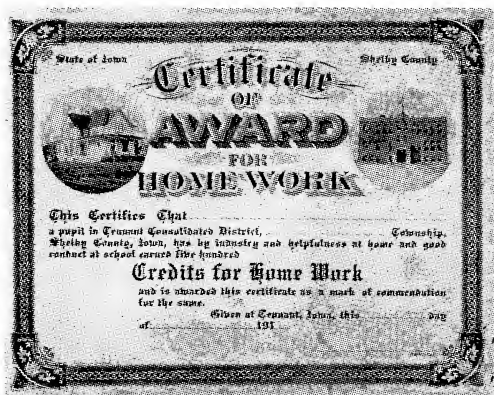 State of Iowa Shelby County
Certificate
OF
AWARD
FOR
HOME WORK
This Certifies That
a pupil in Tennant Consolidated District, Township,
Shelby County, Iowa, has by industry and helpfulness at home and good
conduct at school earned five hundred
Credits for Home Work
and is awarded this certificate as a mark of commendation
for the same.
Given at Tennant, Iowa, this day
of 191